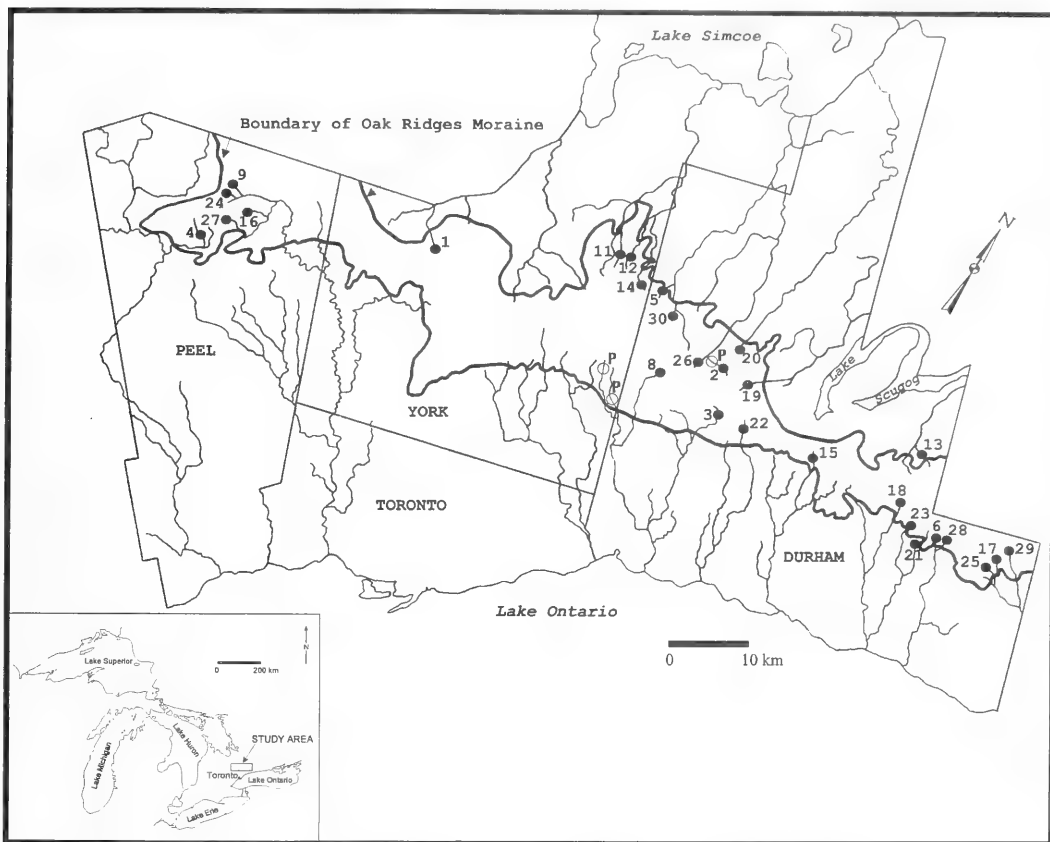 Lake Simcoe
Boundary of Oak Ridges Moraine
9
24
27
16
4
1
11
12
14
5
30
N
PEEL
8
26
P
2
20
19
Lake
Scugog
P
P
YORK
3
22
15
13
TORONTO
18
23
21
6
28
DURHAM
25
17
29
Lake Ontario
0 10 km
N
Lake Superior
0 200 km
Lake Huron
Lake Michigan
STUDY AREA
Toronto
Lake Ontario
Lake Erie